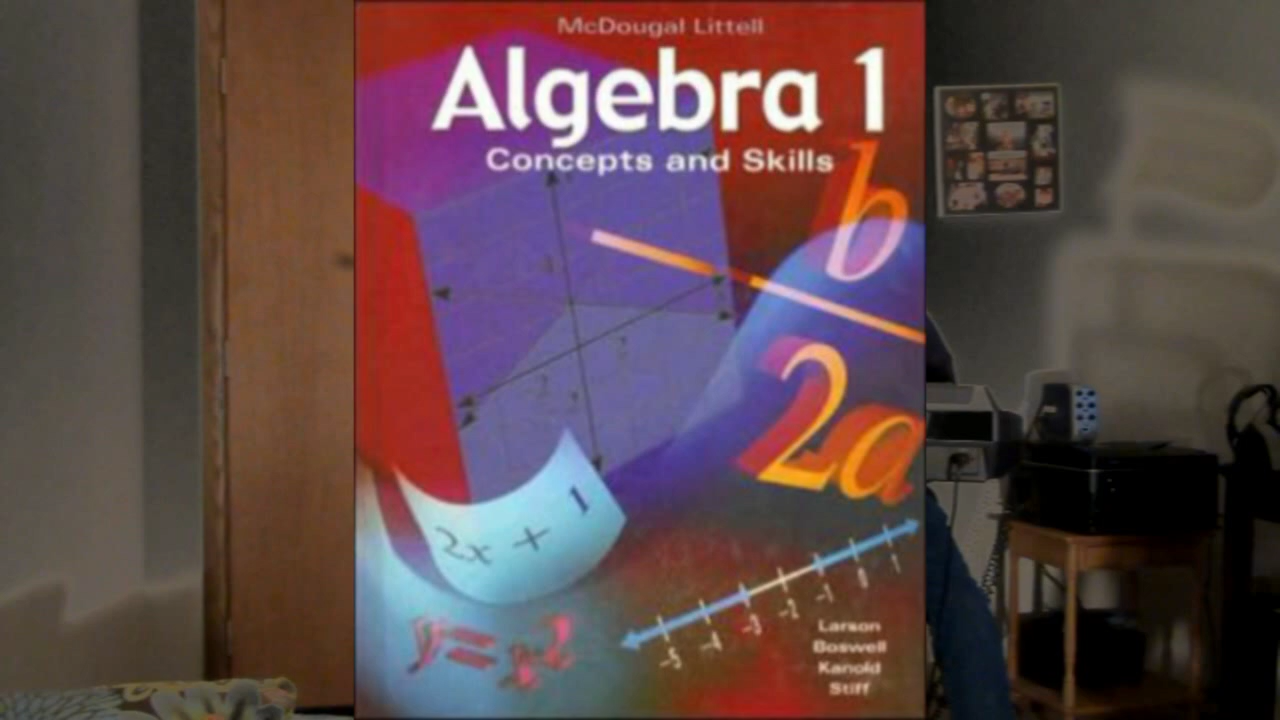 McDougal Littell
Algebra 1
Concepts and Skills
b
2a
2x + 1
y=x2
-5 -4 -3 -2 -1 0 1
Larson
Boswell
Kanold
Stiff